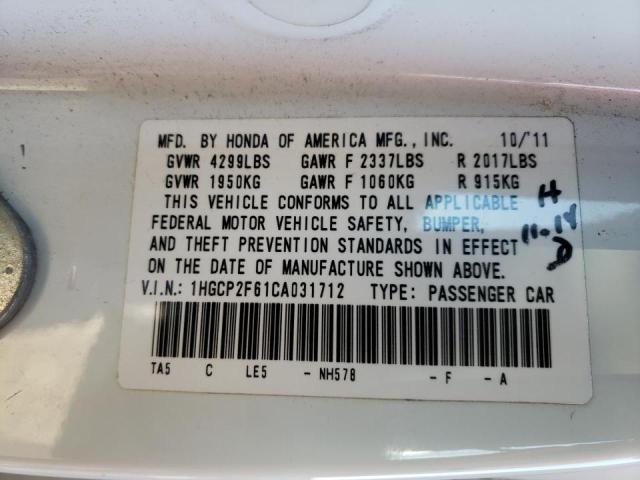 MFD. BY HONDA OF AMERICA MFG., INC. 10/'11
GVWR 4299LBS GAWR F 2337LBS R 2017LBS
GVWR 1950KG GAWR F 1060KG R 915KG
THIS VEHICLE CONFORMS TO ALL APPLICABLE H
FEDERAL MOTOR VEHICLE SAFETY, BUMPER, 11-14
AND THEFT PREVENTION STANDARDS IN EFFECT D
ON THE DATE OF MANUFACTURE SHOWN ABOVE.
V.I.N.: 1HGCP2F61CA031712 TYPE: PASSENGER CAR
TA5 C LE5 - NH578 - F - A